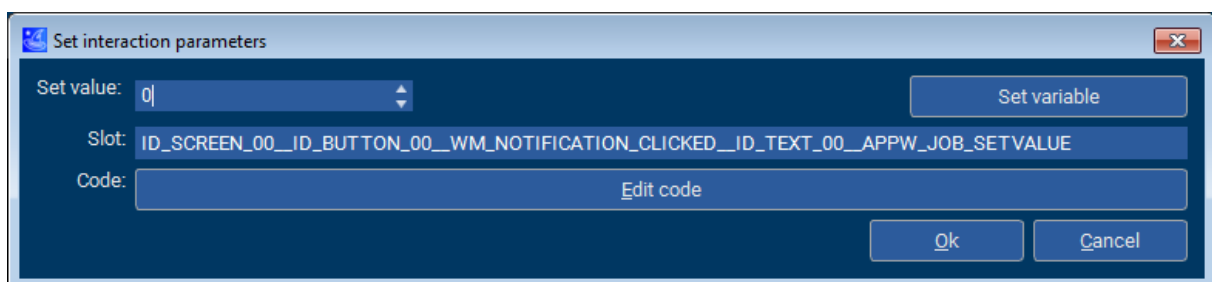 Set interaction parameters
Set value: 0 Set variable
Slot: ID_SCREEN_00__ID_BUTTON_00__WM_NOTIFICATION_CLICKED__ID_TEXT_00__APPW_JOB_SETVALUE
Code: Edit code
Ok Cancel